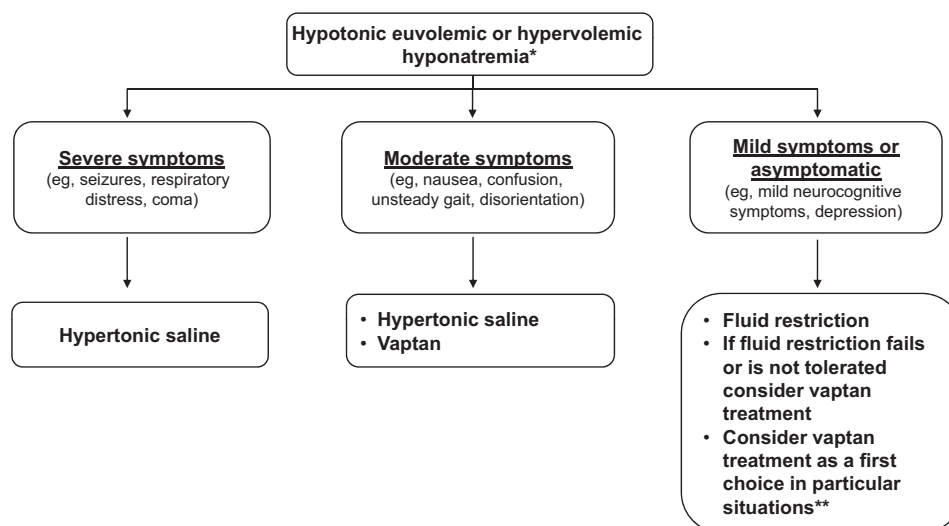 Hypotonic euvolemic or hypervolemic
hyponatremia*
Severe symptoms
(eg, seizures, respiratory
distress, coma)
Moderate symptoms
(eg, nausea, confusion,
unsteady gait, disorientation)
Mild symptoms or
asymptomatic
(eg, mild neurocognitive
symptoms, depression)
Hypertonic saline
• Hypertonic saline
• Vaptan
• Fluid restriction
• If fluid restriction fails
or is not tolerated
consider vaptan
treatment
• Consider vaptan
treatment as a first
choice in particular
situations**